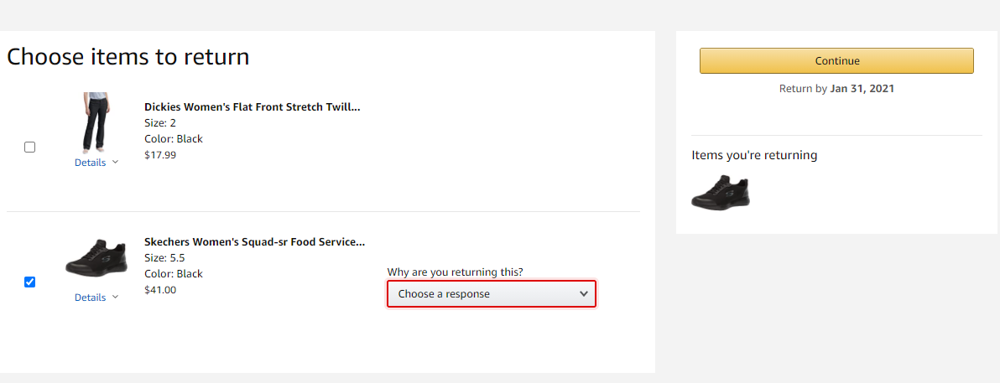 Choose items to return
Dickies Women's Flat Front Stretch Twill...
Size: 2
Color: Black
$17.99
Details
Skechers Women's Squad-sr Food Service...
Size: 5.5
Color: Black
$41.00
Details
Why are you returning this?
Choose a response
Continue
Return by Jan 31, 2021
Items you're returning